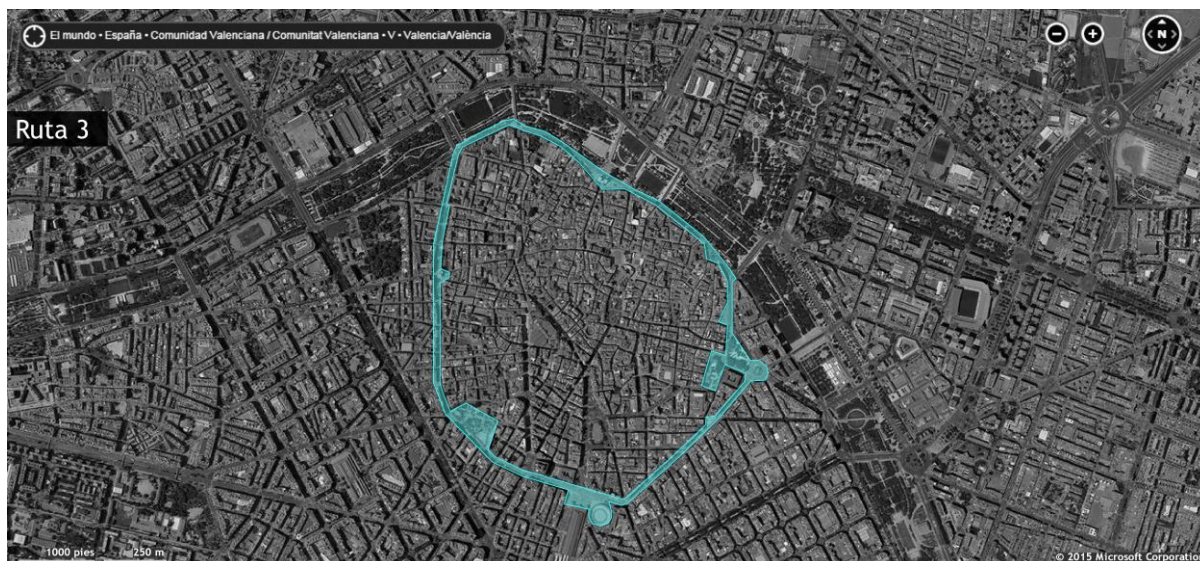 El mundo • España • Comunidad Valenciana / Comunitat Valenciana • V • Valencia/València
N
Ruta 3
1000 pies 250 m
© 2015 Microsoft Corporation